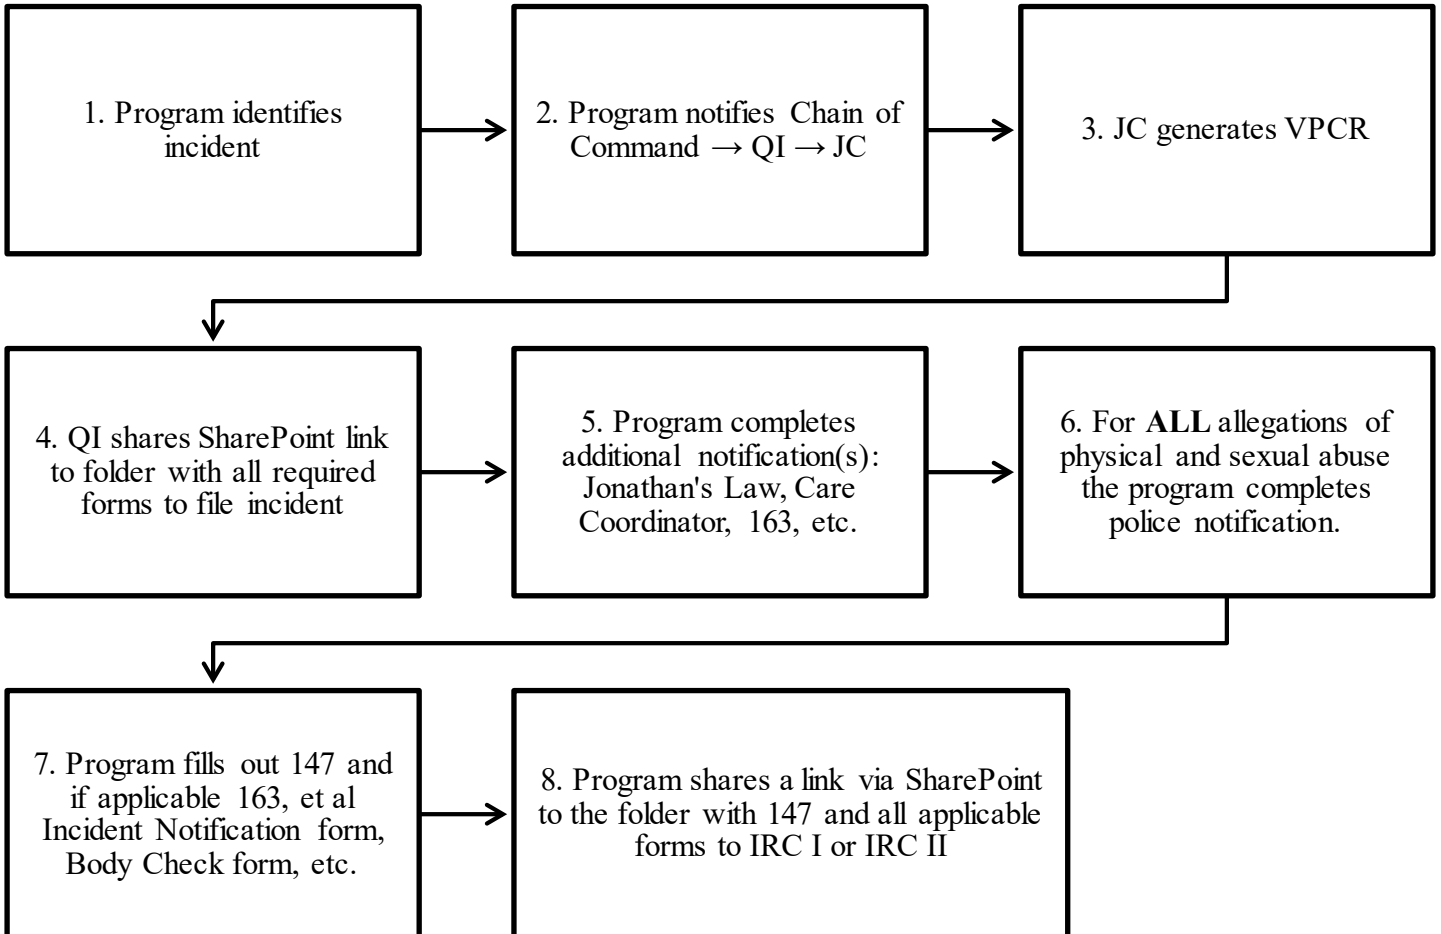 1. Program identifies
incident
2. Program notifies Chain of
Command → QI → JC
3. JC generates VPCR
4. QI shares SharePoint link
to folder with all required
forms to file incident
5. Program completes
additional notification(s):
Jonathan's Law, Care
Coordinator, 163, etc.
6. For ALL allegations of
physical and sexual abuse
the program completes
police notification.
7. Program fills out 147 and
if applicable 163, et al
Incident Notification form,
Body Check form, etc.
8. Program shares a link via SharePoint
to the folder with 147 and all applicable
forms to IRC I or IRC II